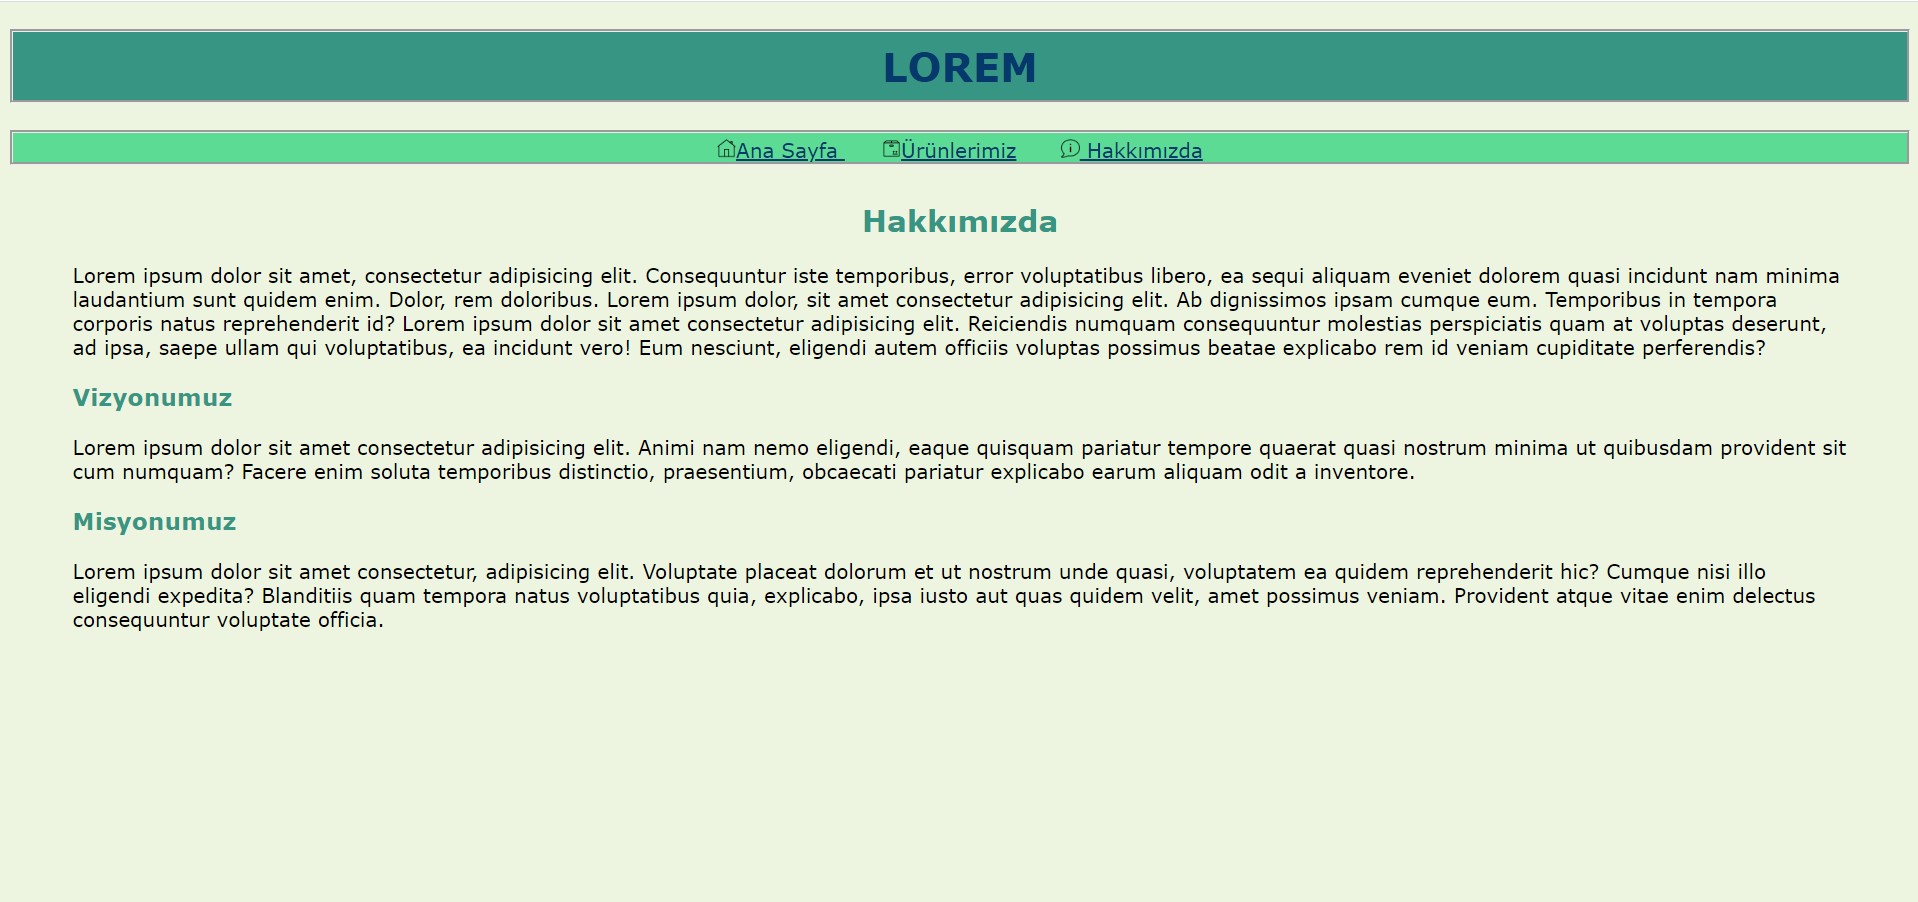 LOREM
Ana Sayfa Ürünlerimiz Hakkımızda
Hakkımızda
Lorem ipsum dolor sit amet, consectetur adipisicing elit. Consequuntur iste temporibus, error voluptatibus libero, ea sequi aliquam eveniet dolorem quasi incidunt nam minima
laudantium sunt quidem enim. Dolor, rem doloribus. Lorem ipsum dolor, sit amet consectetur adipisicing elit. Ab dignissimos ipsam cumque eum. Temporibus in tempora
corporis natus reprehenderit id? Lorem ipsum dolor sit amet consectetur adipisicing elit. Reiciendis numquam consequuntur molestias perspiciatis quam at voluptas deserunt,
ad ipsa, saepe ullam qui voluptatibus, ea incidunt vero! Eum nesciunt, eligendi autem officiis voluptas possimus beatae explicabo rem id veniam cupiditate perferendis?
Vizyonumuz
Lorem ipsum dolor sit amet consectetur adipisicing elit. Animi nam nemo eligendi, eaque quisquam pariatur tempore quaerat quasi nostrum minima ut quibusdam provident sit
cum numquam? Facere enim soluta temporibus distinctio, praesentium, obcaecati pariatur explicabo earum aliquam odit a inventore.
Misyonumuz
Lorem ipsum dolor sit amet consectetur, adipisicing elit. Voluptate placeat dolorum et ut nostrum unde quasi, voluptatem ea quidem reprehenderit hic? Cumque nisi illo
eligendi expedita? Blanditiis quam tempora natus voluptatibus quia, explicabo, ipsa iusto aut quas quidem velit, amet possimus veniam. Provident atque vitae enim delectus
consequuntur voluptate officia.